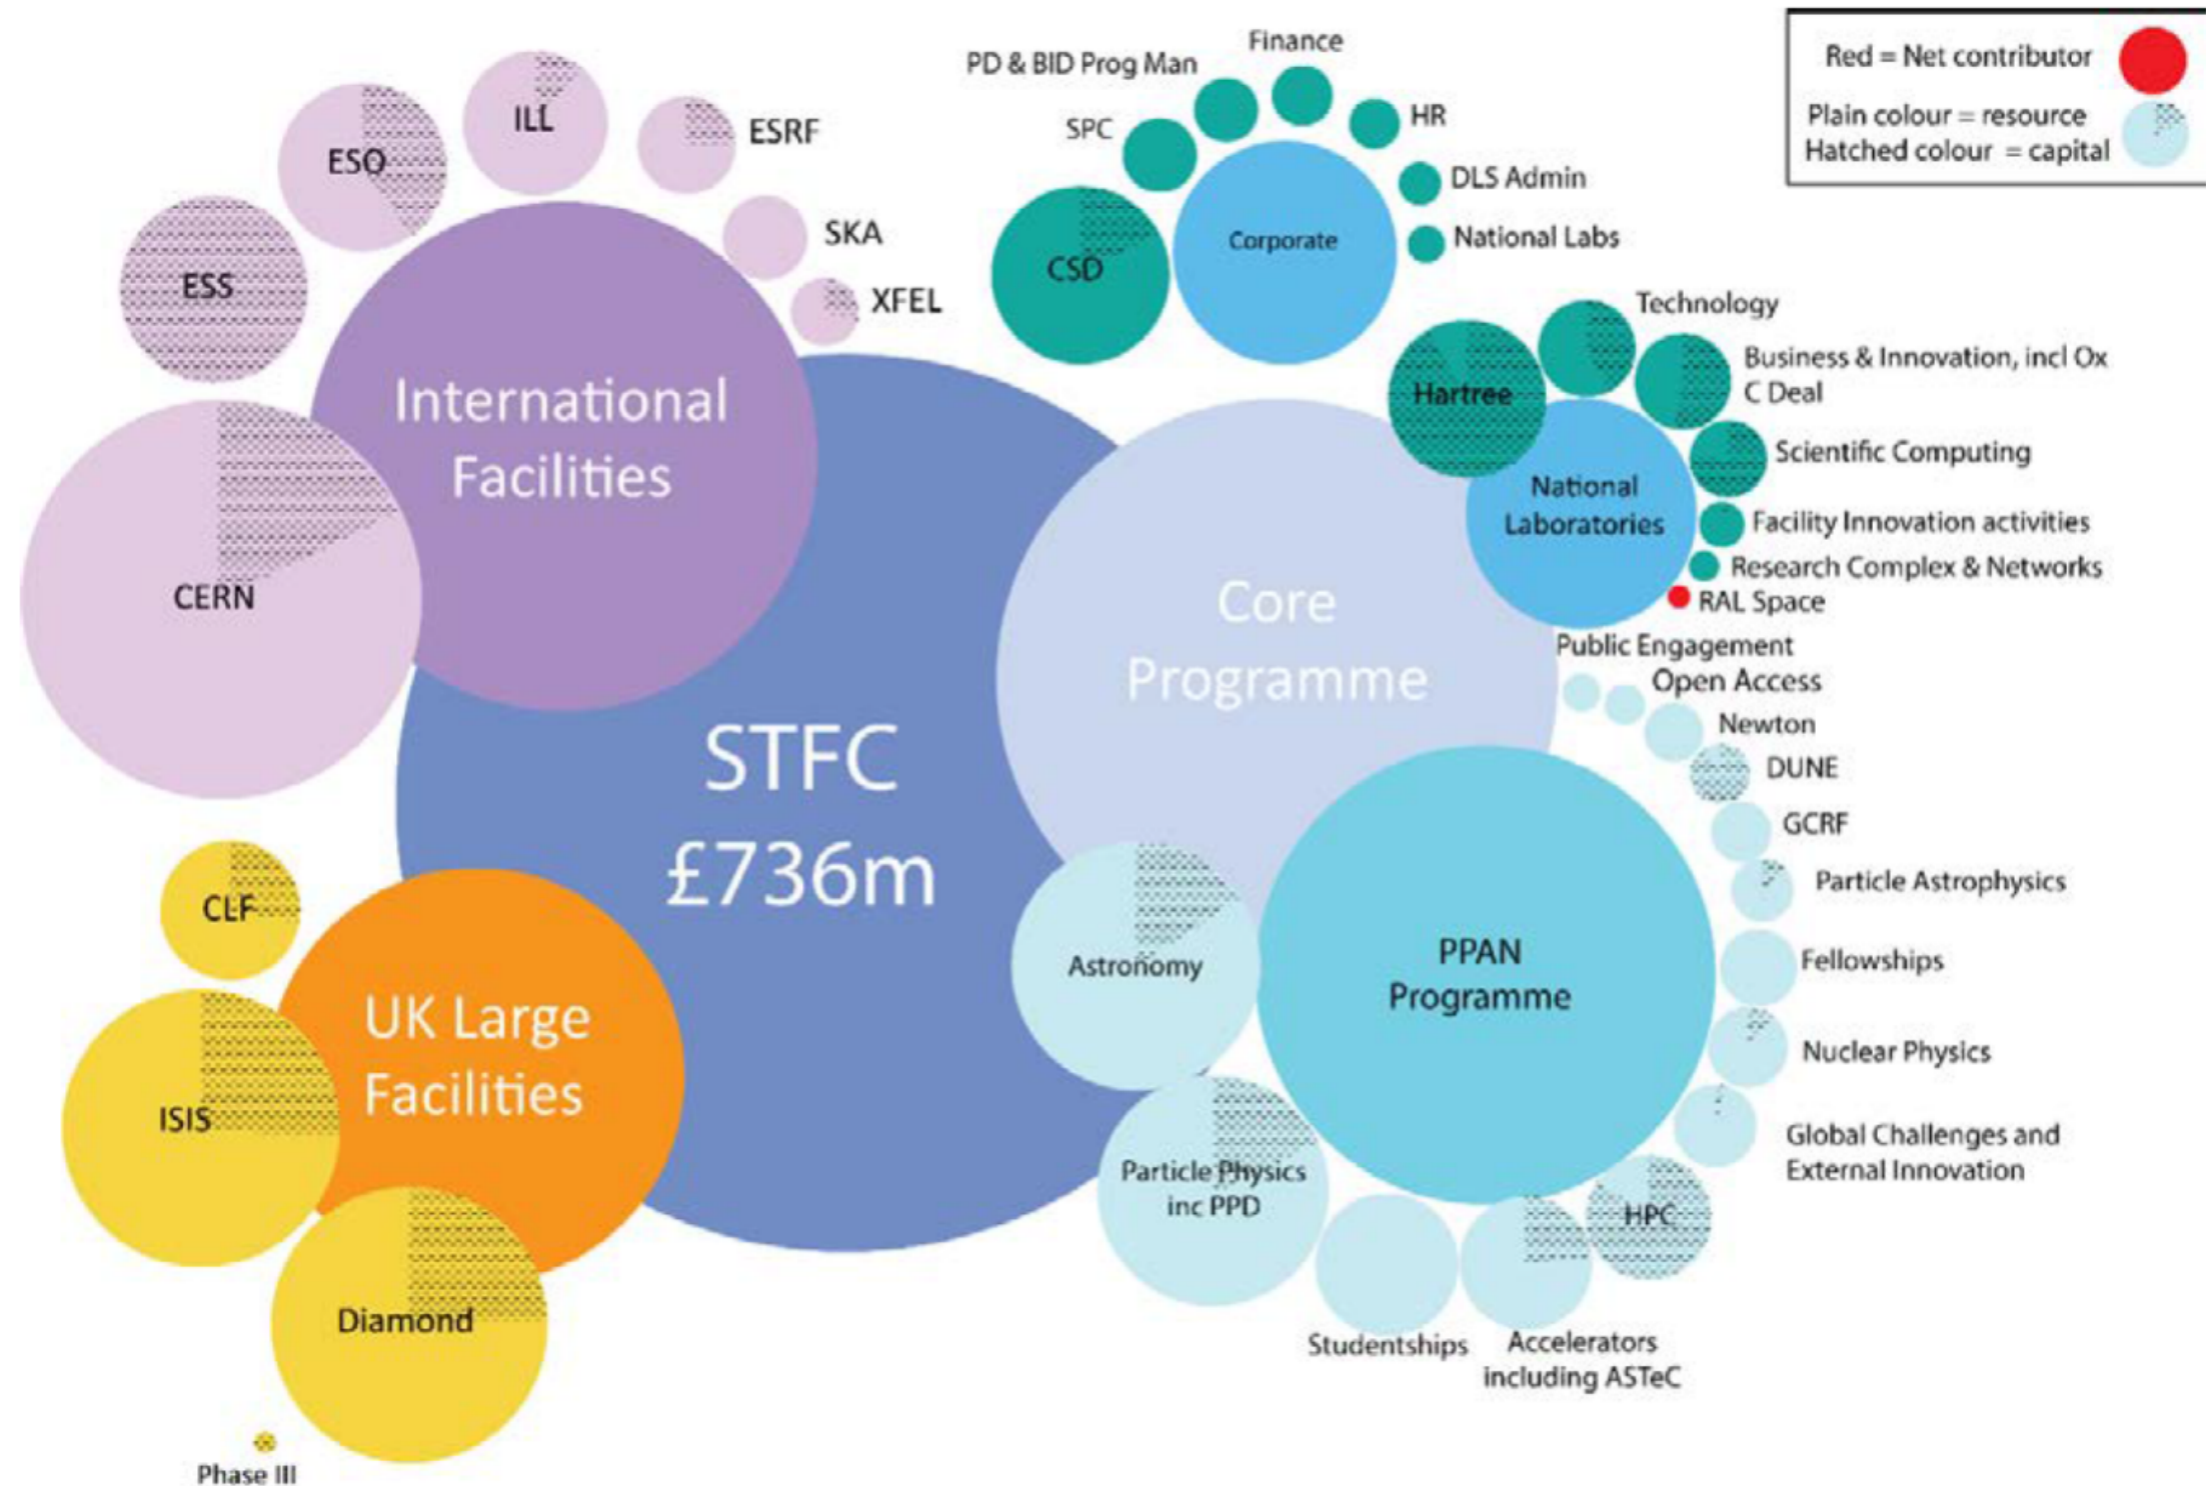 Red = Net contributor
Plain colour = resource
Hatched colour = capital
Finance
PD & BID Prog Man
SPC
HR
DLS Admin
National Labs
Corporate
CSD
ILL
ESO
ESRF
ESS
SKA
XFEL
International
Facilities
CERN
Technology
Business & Innovation, incl Ox
C Deal
Hartree
Scientific Computing
National
Laboratories
Facility Innovation activities
Research Complex & Networks
RAL Space
Core
Programme
Public Engagement
Open Access
Newton
DUNE
GCRF
Particle Astrophysics
Fellowships
Nuclear Physics
Global Challenges and
External Innovation
STFC
£736m
Astronomy
PPAN
Programme
Particle Physics
inc PPD
HPC
Studentships
Accelerators
including ASTeC
CLF
UK Large
Facilities
ISIS
Diamond
Phase III